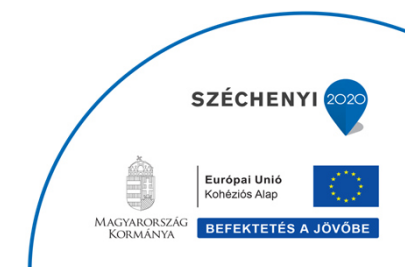 SZÉCHENYI 2020
Európai Unió
Kohéziós Alap
MAGYARORSZÁG
KORMÁNYA
BEFEKTETÉS A JÖVŐBE